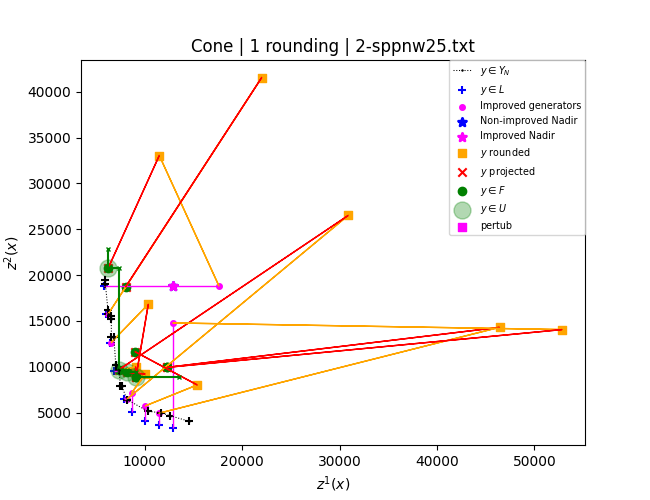 Cone | 1 rounding | 2-sppnw25.txt
y ∈ Y_N
y ∈ L
Improved generators
Non-improved Nadir
Improved Nadir
y rounded
y projected
y ∈ F
y ∈ U
pertub
z²(x)
40000
35000
30000
25000
20000
15000
10000
5000
10000 20000 30000 40000 50000
z¹(x)